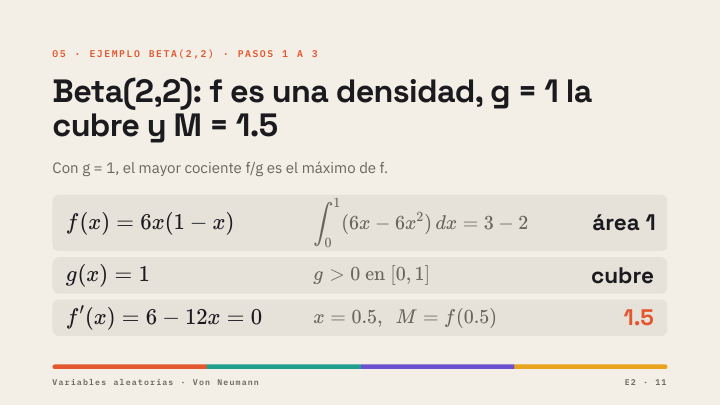 05 · EJEMPLO BETA(2,2) · PASOS 1 A 3
Beta(2,2): f es una densidad, g = 1 la
cubre y M = 1.5
Con g = 1, el mayor cociente f/g es el máximo de f.
f(x) = 6x(1 − x) ∫₀¹(6x − 6x²) dx = 3 − 2 área 1
g(x) = 1 g > 0 en [0, 1] cubre
f′(x) = 6 − 12x = 0 x = 0.5, M = f(0.5) 1.5
Variables aleatorias · Von Neumann E2 · 11